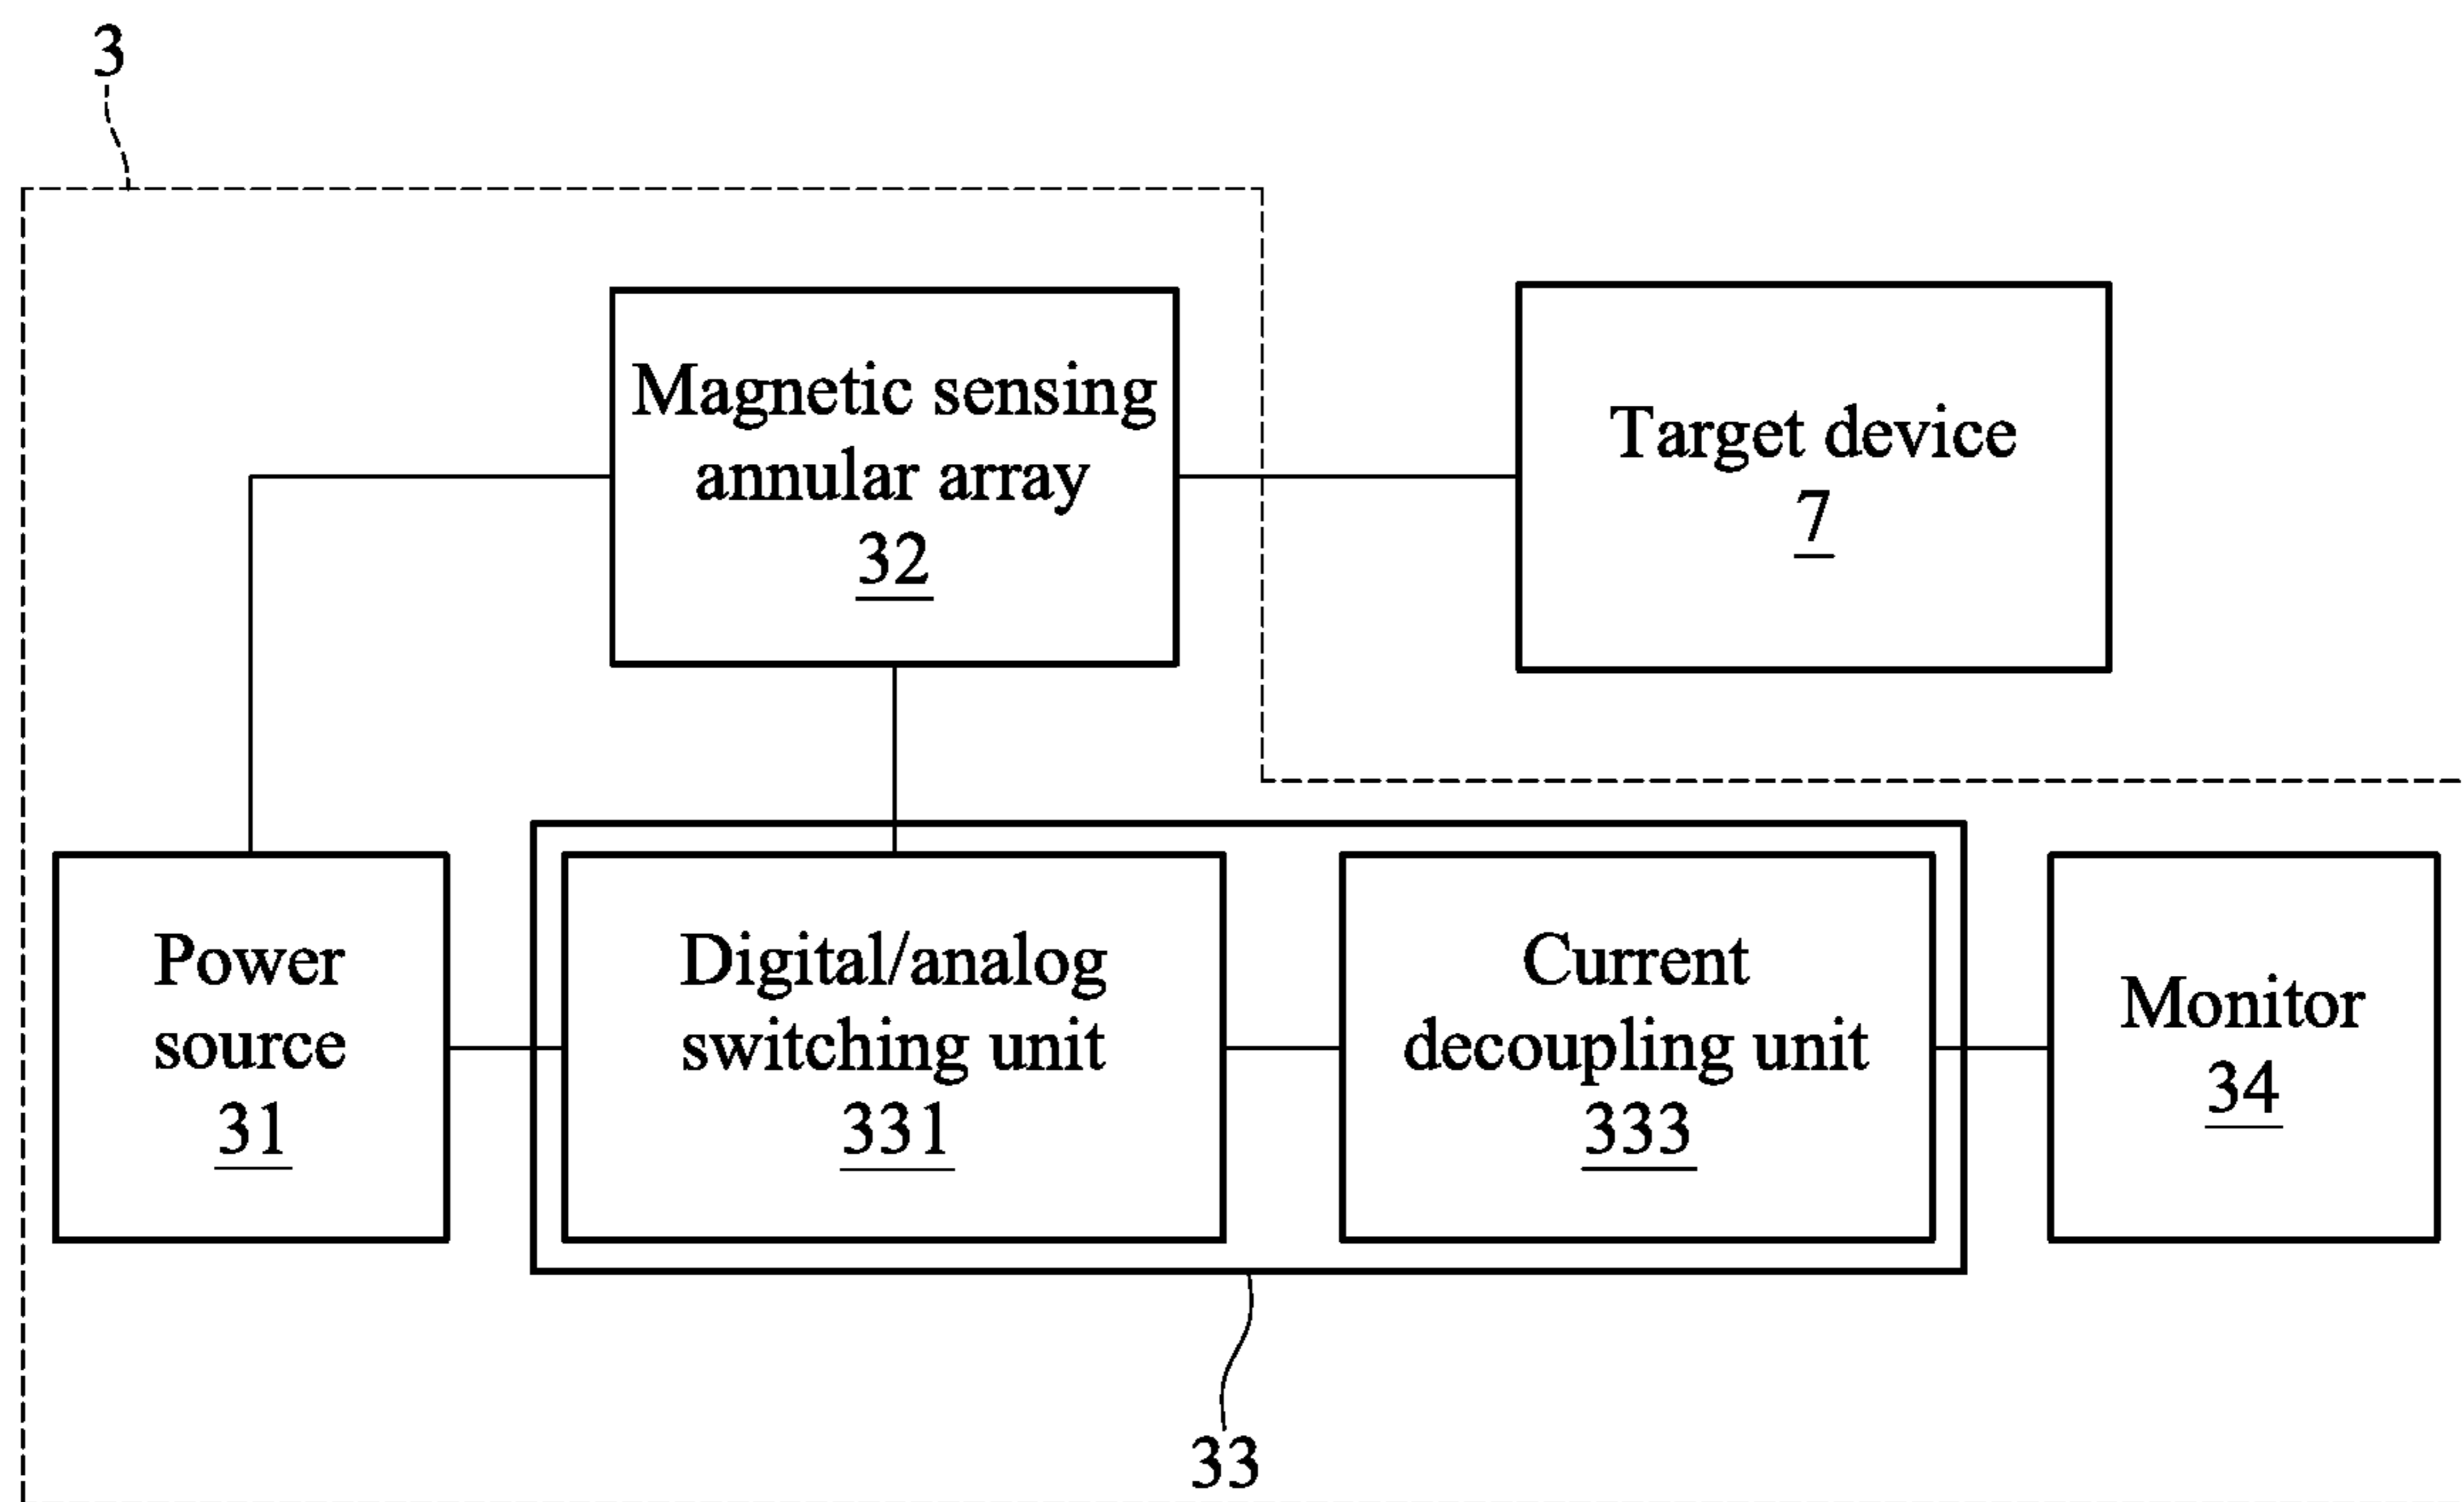 3
Magnetic sensing
annular array
32
Target device
7
Power
source
31
Digital/analog
switching unit
331
Current
decoupling unit
333
Monitor
34
33